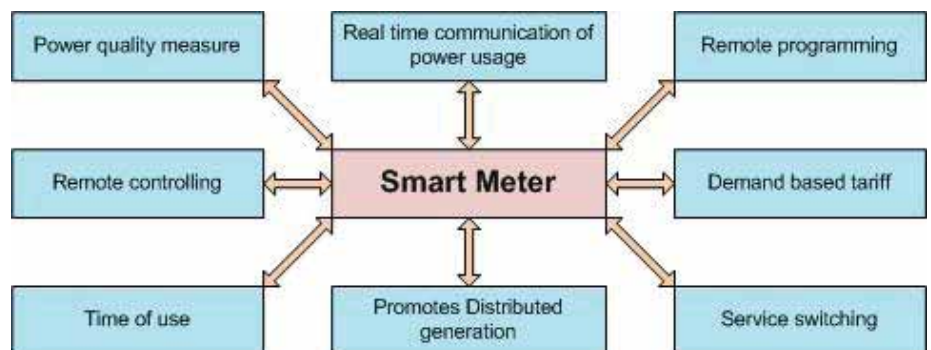 Power quality measure
Real time communication of
power usage
Remote programming
Remote controlling
Smart Meter
Demand based tariff
Time of use
Promotes Distributed
generation
Service switching